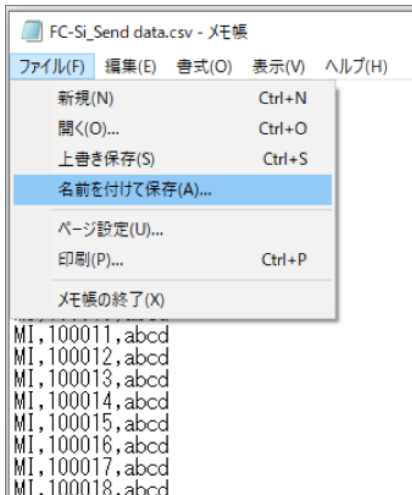 FC-Si_Send data.csv - メモ帳
ファイル(F) 編集(E) 書式(O) 表示(V) ヘルプ(H)
新規(N) Ctrl+N
開く(O)... Ctrl+O
上書き保存(S) Ctrl+S
名前を付けて保存(A)...
ページ設定(U)...
印刷(P)... Ctrl+P
メモ帳の終了(X)
MI,100011,abcd
MI,100012,abcd
MI,100013,abcd
MI,100014,abcd
MI,100015,abcd
MI,100016,abcd
MI,100017,abcd
MI,100018,abcd